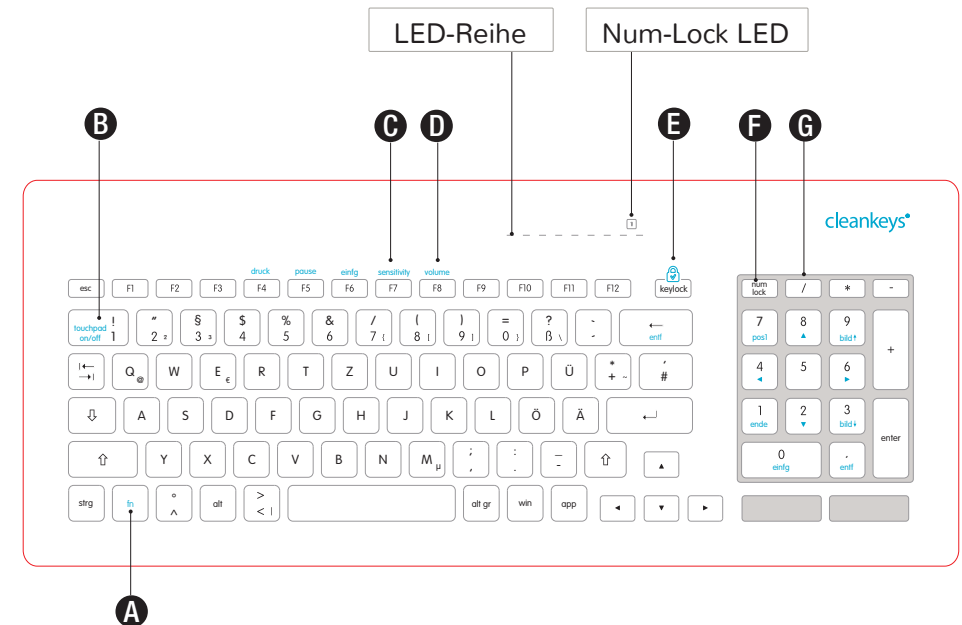 LED-Reihe Num-Lock LED
B C D E F G
1
cleankeys
druck pause einfg sensitivity volume
esc F1 F2 F3 F4 F5 F6 F7 F8 F9 F10 F11 F12 keylock num lock / * -
touchpad on/off ! 1 " 2 ² § 3 ³ $ 4 % 5 & 6 / 7 { ( 8 [ ) 9 ] = 0 } ? ß \ ` ´ ← entf 7 pos1 8 ▲ 9 bild↑ +
|← →| Q @ W E € R T Z U I O P Ü * + ~ ' # 4 ◄ 5 6 ►
⇩ A S D F G H J K L Ö Ä ↵ 1 ende 2 ▼ 3 bild↓ enter
⇧ Y X C V B N M µ ; , : . _ - ⇧ ▲ 0 einfg . entf
strg fn ° ^ alt > < | alt gr win app ◄ ▼ ►
A